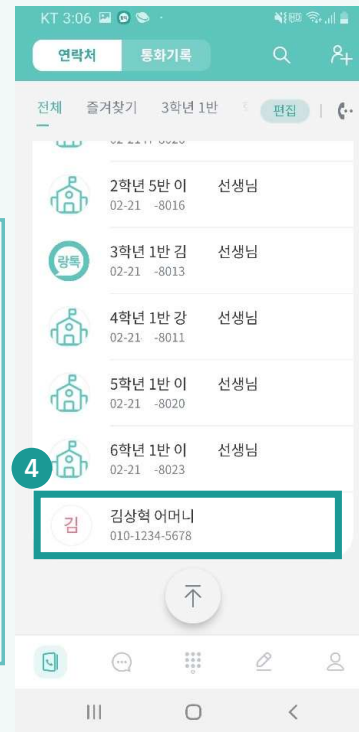 KT 3:06
연락처 통화기록
전체 즐겨찾기 3학년 1반 편집
2학년 5반 이 선생님
02-21 -8016
랑톡
3학년 1반 김 선생님
02-21 -8013
4학년 1반 강 선생님
02-21 -8011
5학년 1반 이 선생님
02-21 -8020
6학년 1반 이 선생님
02-21 -8023
4
김
김상혁 어머니
010-1234-5678